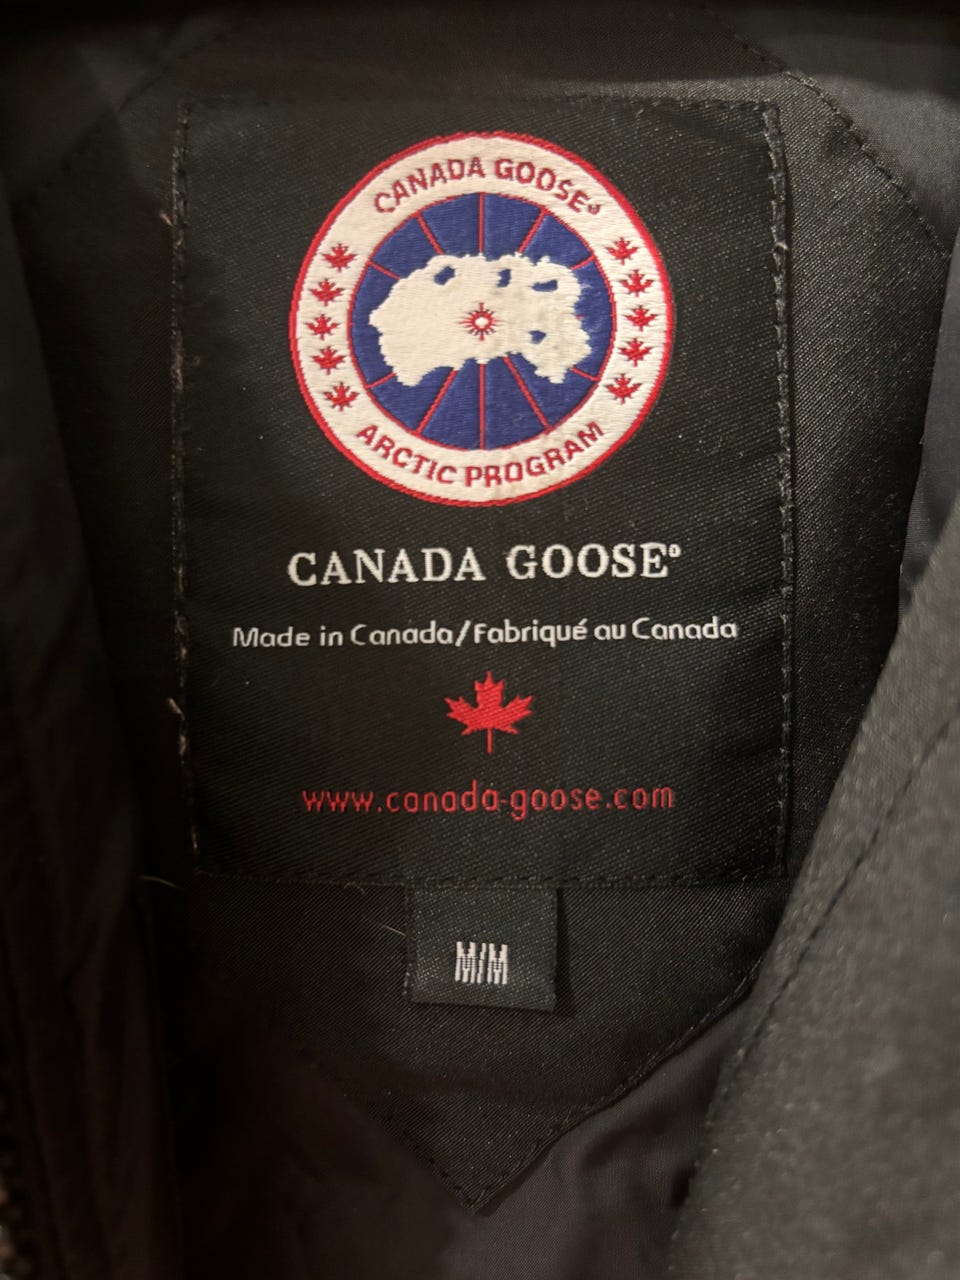 CANADA GOOSE®
ARCTIC PROGRAM
CANADA GOOSE®
Made in Canada/Fabriqué au Canada
www.canada-goose.com
M/M